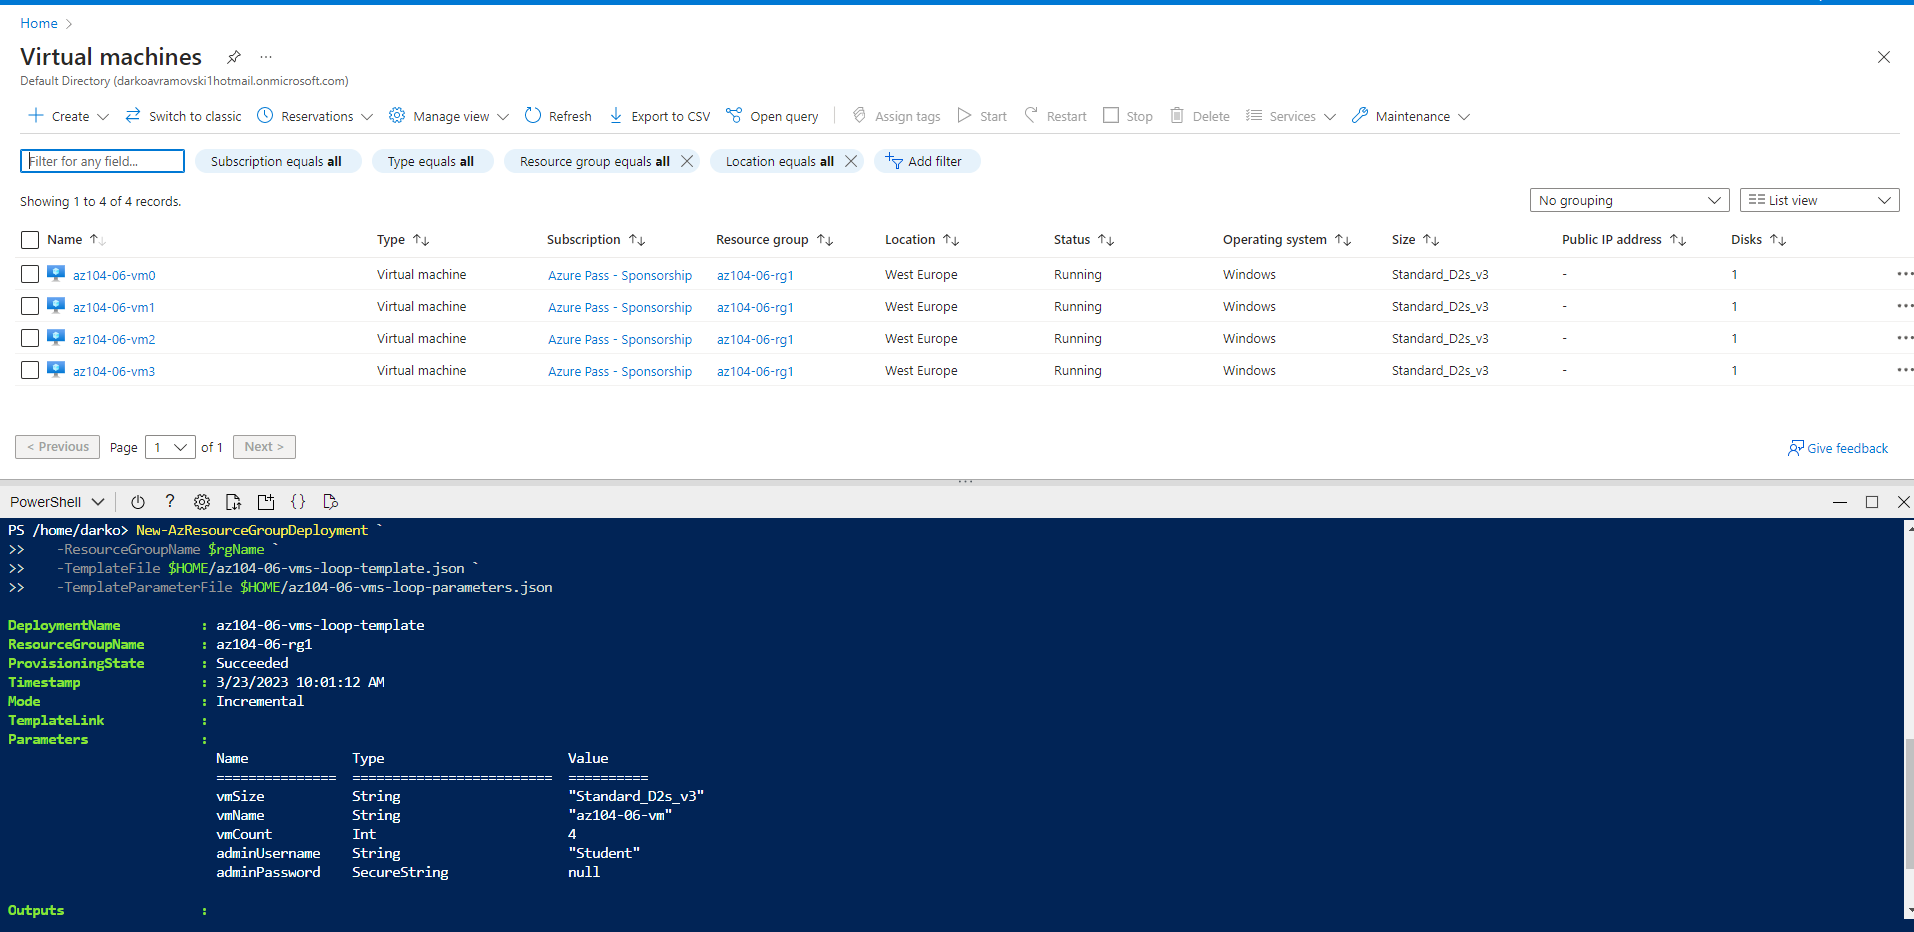 Home >
Virtual machines ...
Default Directory (darkoavramovski1hotmail.onmicrosoft.com)
Create Switch to classic Reservations Manage view Refresh Export to CSV Open query Assign tags Start Restart Stop Delete Services Maintenance
Filter for any field... Subscription equals all Type equals all Resource group equals all Location equals all Add filter
Showing 1 to 4 of 4 records. No grouping List view
Name Type Subscription Resource group Location Status Operating system Size Public IP address Disks
az104-06-vm0 Virtual machine Azure Pass - Sponsorship az104-06-rg1 West Europe Running Windows Standard_D2s_v3 - 1
az104-06-vm1 Virtual machine Azure Pass - Sponsorship az104-06-rg1 West Europe Running Windows Standard_D2s_v3 - 1
az104-06-vm2 Virtual machine Azure Pass - Sponsorship az104-06-rg1 West Europe Running Windows Standard_D2s_v3 - 1
az104-06-vm3 Virtual machine Azure Pass - Sponsorship az104-06-rg1 West Europe Running Windows Standard_D2s_v3 - 1
< Previous Page 1 of 1 Next > Give feedback
PowerShell ? { }
PS /home/darko> New-AzResourceGroupDeployment `
>> -ResourceGroupName $rgName `
>> -TemplateFile $HOME/az104-06-vms-loop-template.json `
>> -TemplateParameterFile $HOME/az104-06-vms-loop-parameters.json
DeploymentName : az104-06-vms-loop-template
ResourceGroupName : az104-06-rg1
ProvisioningState : Succeeded
Timestamp : 3/23/2023 10:01:12 AM
Mode : Incremental
TemplateLink :
Parameters :
Name Type Value
=============== ========================= ==========
vmSize String "Standard_D2s_v3"
vmName String "az104-06-vm"
vmCount Int 4
adminUsername String "Student"
adminPassword SecureString null
Outputs :